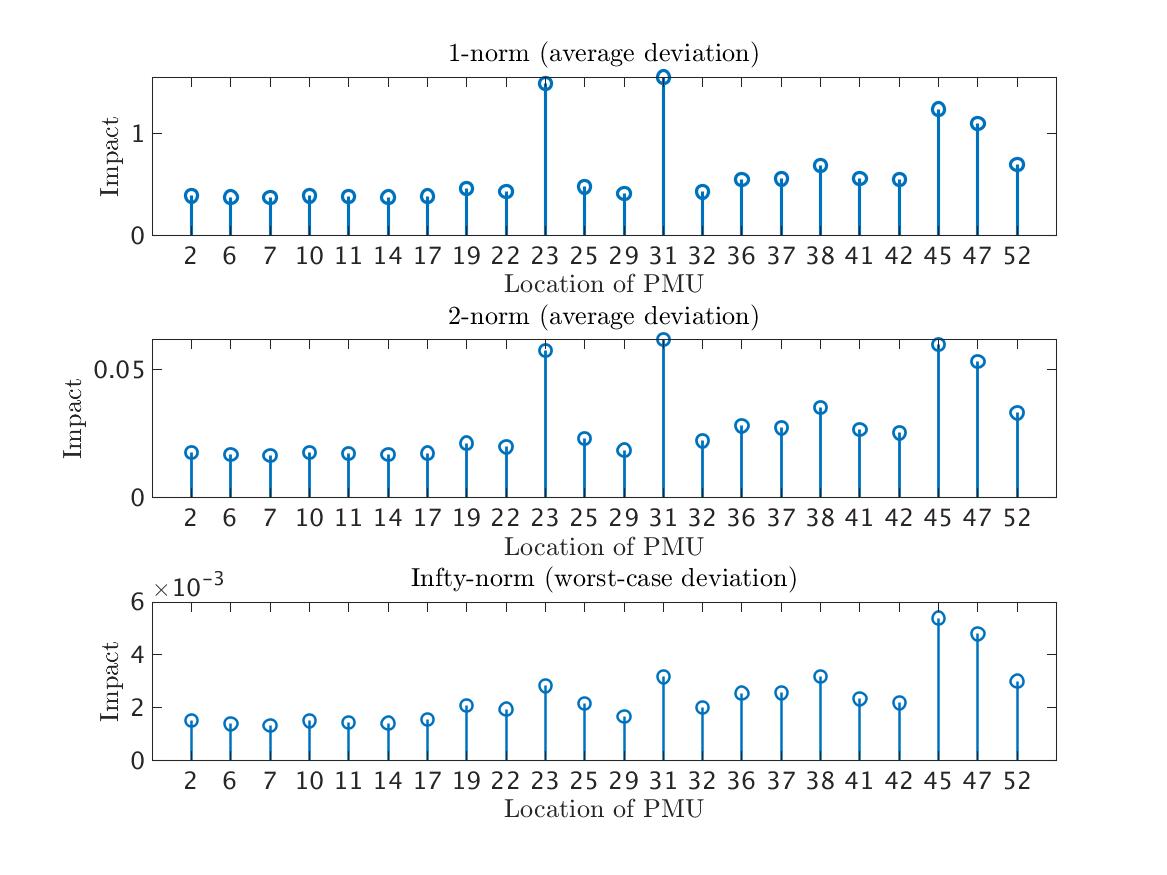 1-norm (average deviation)
Impact
1
0
2 6 7 10 11 14 17 19 22 23 25 29 31 32 36 37 38 41 42 45 47 52
Location of PMU
2-norm (average deviation)
Impact
0.05
0
2 6 7 10 11 14 17 19 22 23 25 29 31 32 36 37 38 41 42 45 47 52
Location of PMU
Infty-norm (worst-case deviation)
×10⁻³
Impact
6
4
2
0
2 6 7 10 11 14 17 19 22 23 25 29 31 32 36 37 38 41 42 45 47 52
Location of PMU